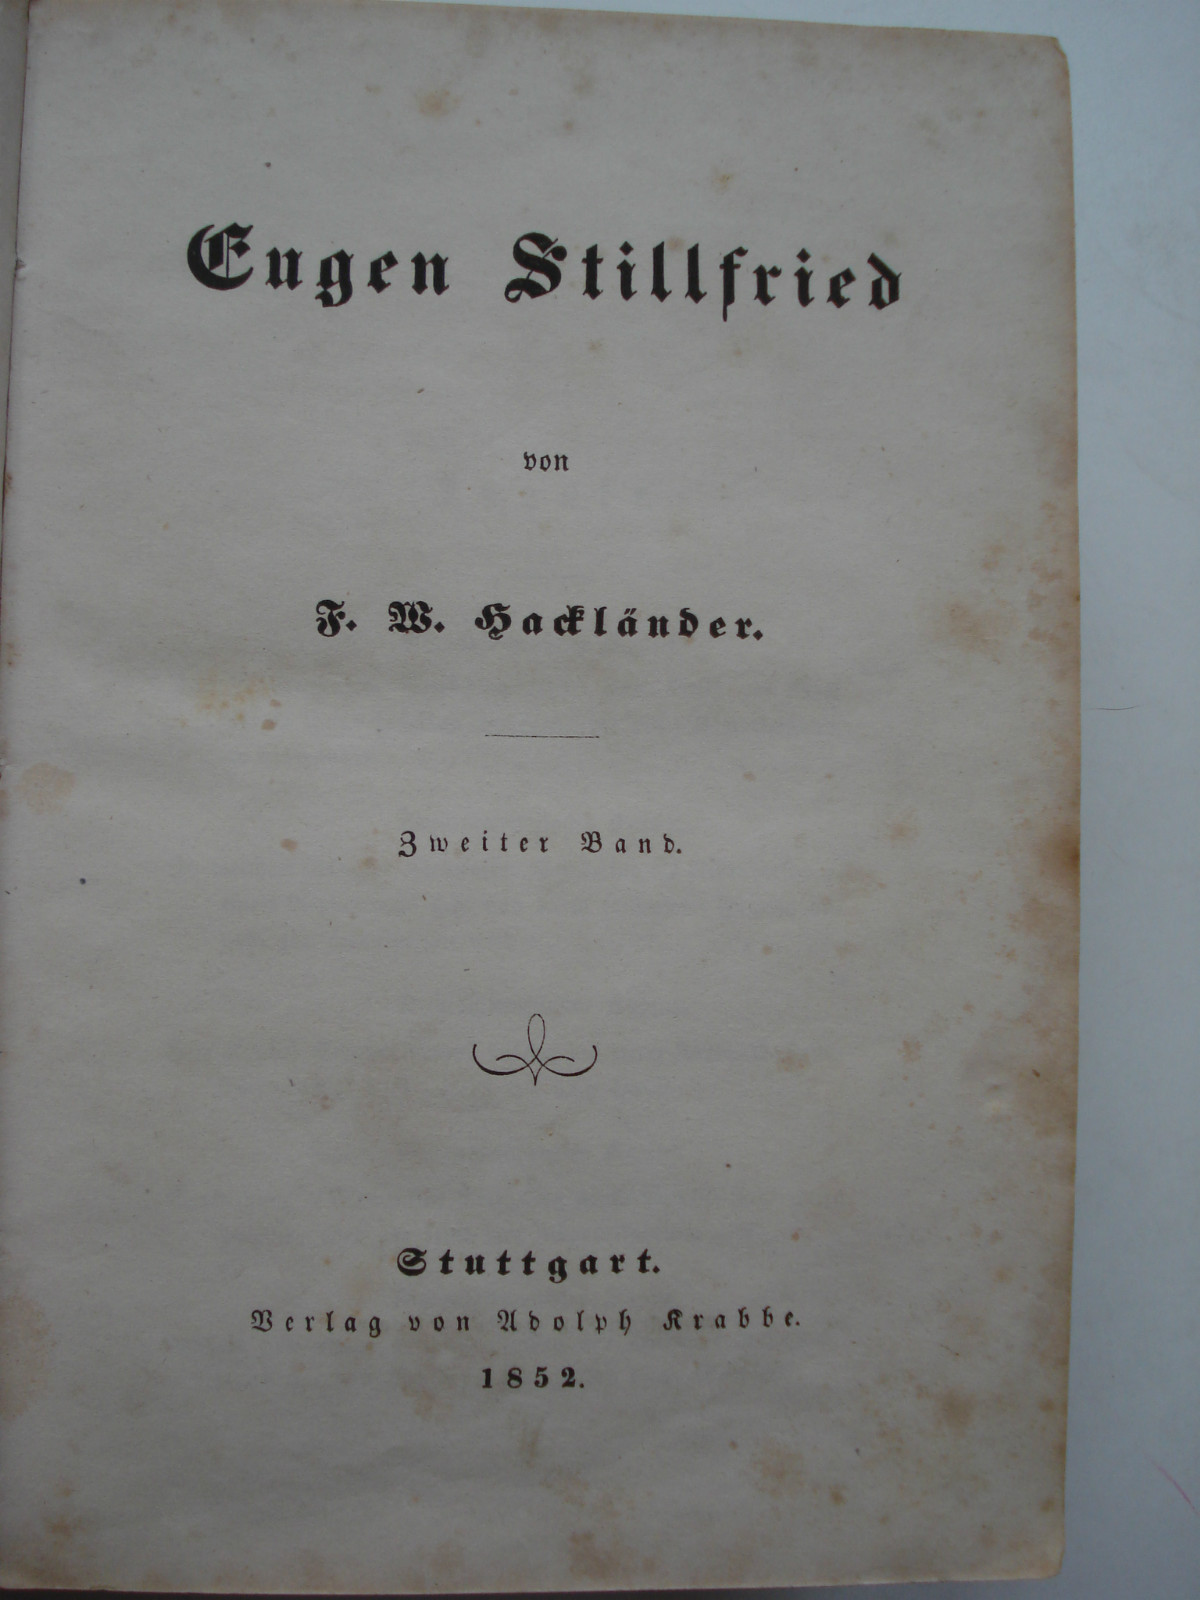 Eugen Stillfried
von
F. W. Hackländer.
Zweiter Band.
Stuttgart.
Verlag von Adolph Krabbe.
1852.